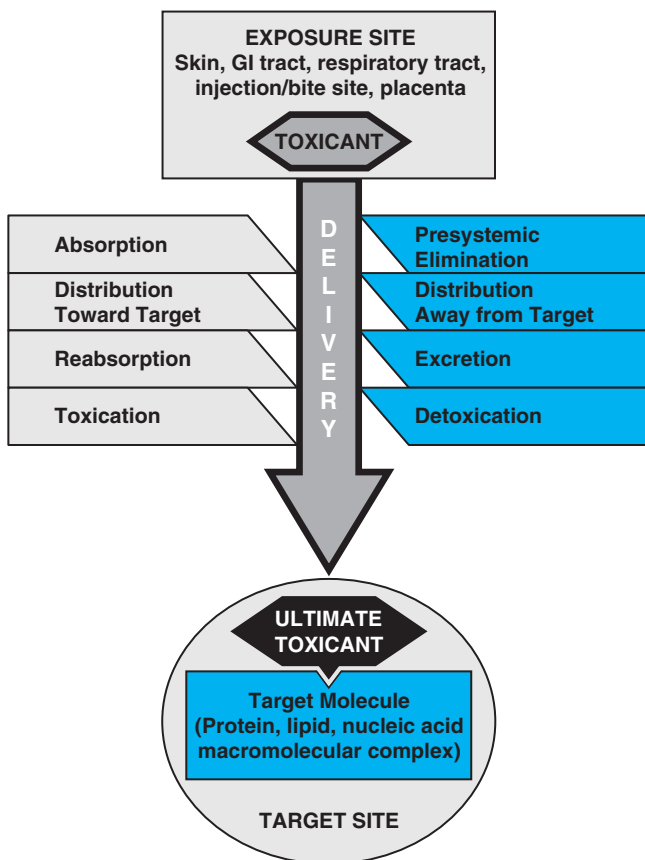 EXPOSURE SITE
Skin, GI tract, respiratory tract,
injection/bite site, placenta
TOXICANT
DELIVERY
Absorption
Presystemic
Elimination
Distribution
Toward Target
Distribution
Away from Target
Reabsorption
Excretion
Toxication
Detoxication
ULTIMATE
TOXICANT
Target Molecule
(Protein, lipid, nucleic acid
macromolecular complex)
TARGET SITE